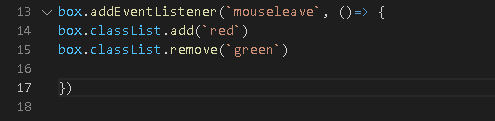 13 box.addEventListener(`mouseleave`, ()=> {
14 box.classList.add(`red`)
15 box.classList.remove(`green`)
16
17 })
18